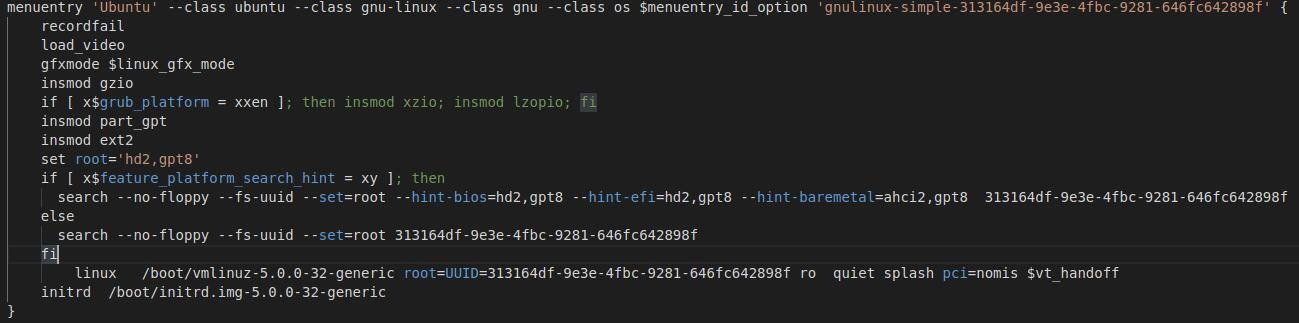 menuentry 'Ubuntu' --class ubuntu --class gnu-linux --class gnu --class os $menuentry_id_option 'gnulinux-simple-313164df-9e3e-4fbc-9281-646fc642898f' {
recordfail
load_video
gfxmode $linux_gfx_mode
insmod gzio
if [ x$grub_platform = xxen ]; then insmod xzio; insmod lzopio; fi
insmod part_gpt
insmod ext2
set root='hd2,gpt8'
if [ x$feature_platform_search_hint = xy ]; then
search --no-floppy --fs-uuid --set=root --hint-bios=hd2,gpt8 --hint-efi=hd2,gpt8 --hint-baremetal=ahci2,gpt8  313164df-9e3e-4fbc-9281-646fc642898f
else
search --no-floppy --fs-uuid --set=root 313164df-9e3e-4fbc-9281-646fc642898f
fi
linux   /boot/vmlinuz-5.0.0-32-generic root=UUID=313164df-9e3e-4fbc-9281-646fc642898f ro  quiet splash pci=nomis $vt_handoff
initrd  /boot/initrd.img-5.0.0-32-generic
}